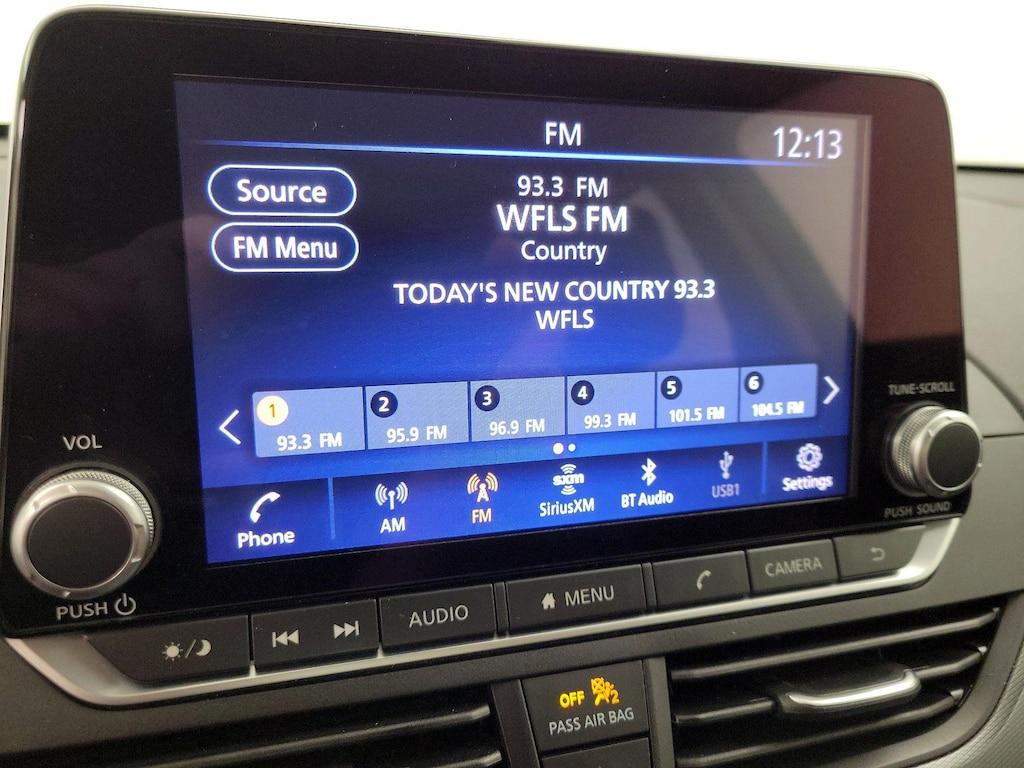 FM
12:13
Source
93.3 FM
WFLS FM
FM Menu
Country
TODAY'S NEW COUNTRY 93.3
WFLS
1
93.3 FM
2
95.9 FM
3
96.9 FM
4
99.3 FM
5
101.5 FM
6
104.5 FM
TUNE-SCROLL
VOL
Phone
AM
FM
sxm
SiriusXM
BT Audio
USB1
Settings
PUSH SOUND
PUSH
AUDIO
MENU
CAMERA
OFF 2
PASS AIR BAG